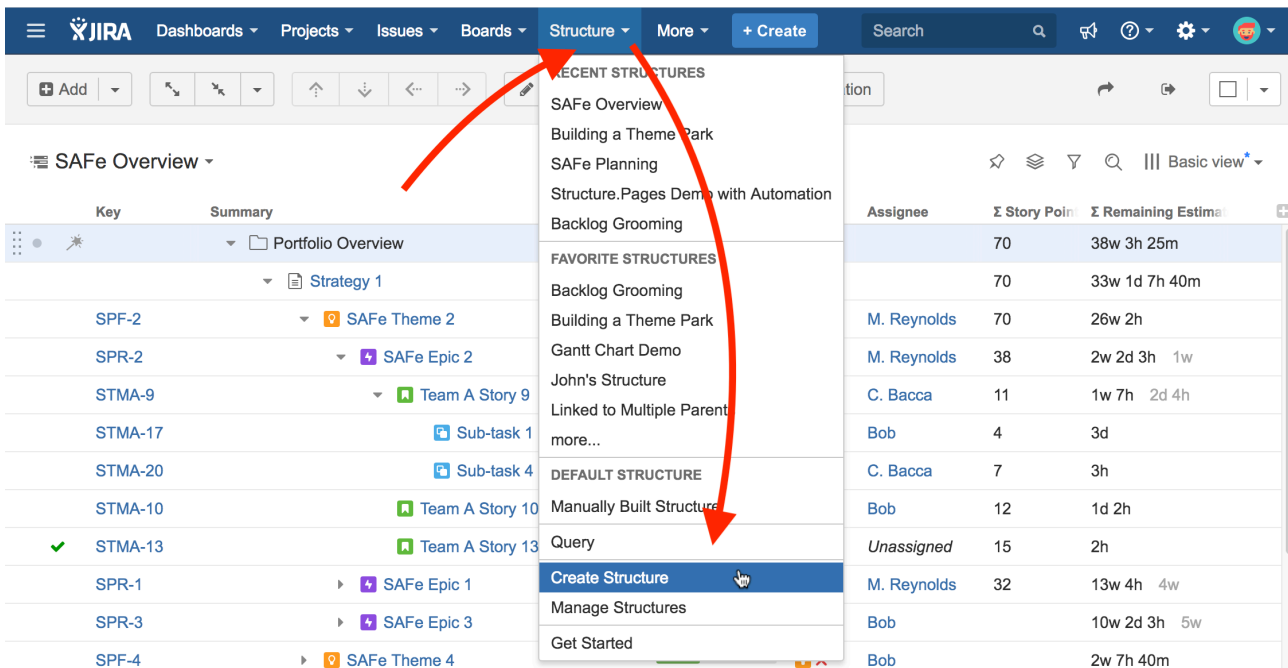 JIRA Dashboards Projects Issues Boards Structure More + Create Search
Add
tion
RECENT STRUCTURES
SAFe Overview
Building a Theme Park
SAFe Planning
Structure.Pages Demo with Automation
Backlog Grooming
FAVORITE STRUCTURES
Backlog Grooming
Building a Theme Park
Gantt Chart Demo
John's Structure
Linked to Multiple Parent
more...
DEFAULT STRUCTURE
Manually Built Structure
Query
Create Structure
Manage Structures
Get Started
SAFe Overview Basic view*
Key Summary Assignee Σ Story Poin Σ Remaining Estima
Portfolio Overview 70 38w 3h 25m
Strategy 1 70 33w 1d 7h 40m
SPF-2 SAFe Theme 2 M. Reynolds 70 26w 2h
SPR-2 SAFe Epic 2 M. Reynolds 38 2w 2d 3h 1w
STMA-9 Team A Story 9 C. Bacca 11 1w 7h 2d 4h
STMA-17 Sub-task 1 Bob 4 3d
STMA-20 Sub-task 4 C. Bacca 7 3h
STMA-10 Team A Story 10 Bob 12 1d 2h
STMA-13 Team A Story 13 Unassigned 15 2h
SPR-1 SAFe Epic 1 M. Reynolds 32 13w 4h 4w
SPR-3 SAFe Epic 3 Bob 10w 2d 3h 5w
SPF-4 SAFe Theme 4 Bob 2w 7h 40m